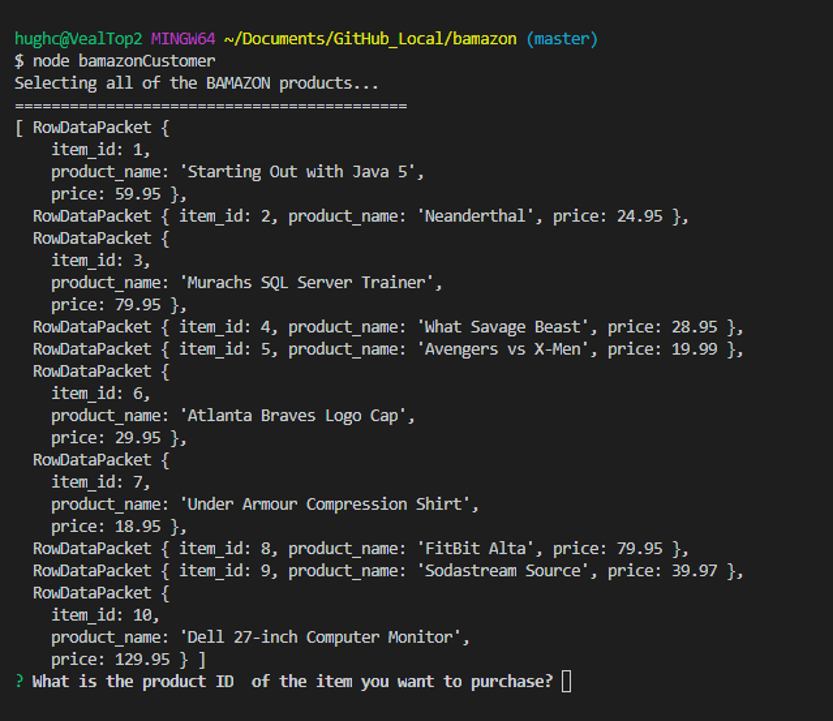 hughc@VealTop2 MINGW64 ~/Documents/GitHub_Local/bamazon (master)
$ node bamazonCustomer
Selecting all of the BAMAZON products...
===========================================
[ RowDataPacket {
    item_id: 1,
    product_name: 'Starting Out with Java 5',
    price: 59.95 },
  RowDataPacket { item_id: 2, product_name: 'Neanderthal', price: 24.95 },
  RowDataPacket {
    item_id: 3,
    product_name: 'Murachs SQL Server Trainer',
    price: 79.95 },
  RowDataPacket { item_id: 4, product_name: 'What Savage Beast', price: 28.95 },
  RowDataPacket { item_id: 5, product_name: 'Avengers vs X-Men', price: 19.99 },
  RowDataPacket {
    item_id: 6,
    product_name: 'Atlanta Braves Logo Cap',
    price: 29.95 },
  RowDataPacket {
    item_id: 7,
    product_name: 'Under Armour Compression Shirt',
    price: 18.95 },
  RowDataPacket { item_id: 8, product_name: 'FitBit Alta', price: 79.95 },
  RowDataPacket { item_id: 9, product_name: 'Sodastream Source', price: 39.97 },
  RowDataPacket {
    item_id: 10,
    product_name: 'Dell 27-inch Computer Monitor',
    price: 129.95 } ]
? What is the product ID  of the item you want to purchase?